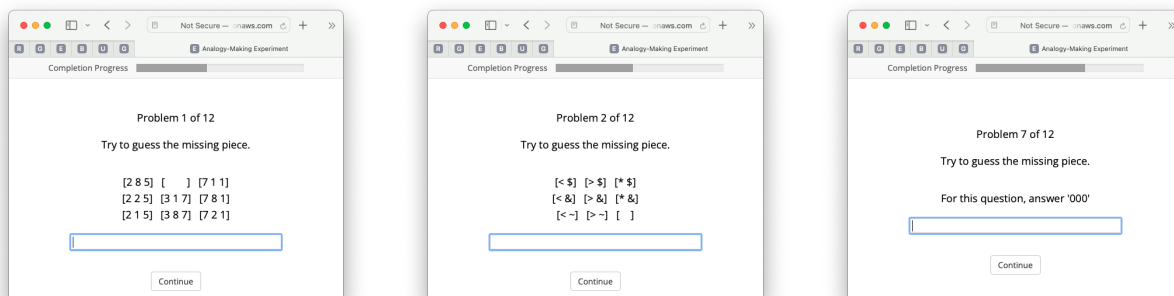 Not Secure — onaws.com
R G E B U G
E Analogy-Making Experiment
Completion Progress
Problem 1 of 12
Try to guess the missing piece.
[2 8 5] [ ] [7 1 1]
[2 2 5] [3 1 7] [7 8 1]
[2 1 5] [3 8 7] [7 2 1]
Continue
Not Secure — onaws.com
R G E B U G
E Analogy-Making Experiment
Completion Progress
Problem 2 of 12
Try to guess the missing piece.
[< $] [> $] [* $]
[< &] [> &] [* &]
[< ~] [> ~] [ ]
Continue
Not Secure — onaws.com
R G E B U G
E Analogy-Making Experiment
Completion Progress
Problem 7 of 12
Try to guess the missing piece.
For this question, answer '000'
Continue